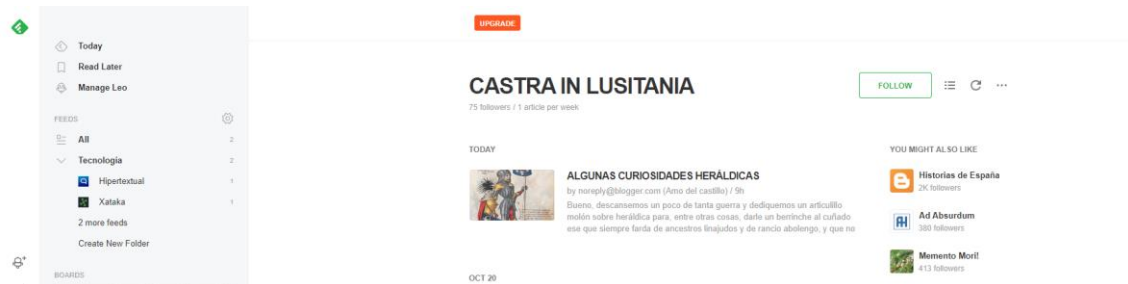 UPGRADE
Today
Read Later
Manage Leo
FEEDS
All 2
Tecnología 2
Hipertextual 1
Xataka 1
2 more feeds
Create New Folder
BOARDS
CASTRA IN LUSITANIA
75 followers / 1 article per week
FOLLOW
TODAY
ALGUNAS CURIOSIDADES HERÁLDICAS
by noreply@blogger.com (Amo del castillo) / 9h
Bueno, descansemos un poco de tanta guerra y dediquemos un articulillo
molón sobre heráldica para, entre otras cosas, darle un berrinche al cuñado
ese que siempre farda de ancestros linajudos y de rancio abolengo, y que no
OCT 20
YOU MIGHT ALSO LIKE
Historias de España
2K followers
Ad Absurdum
380 followers
Memento Mori!
413 followers